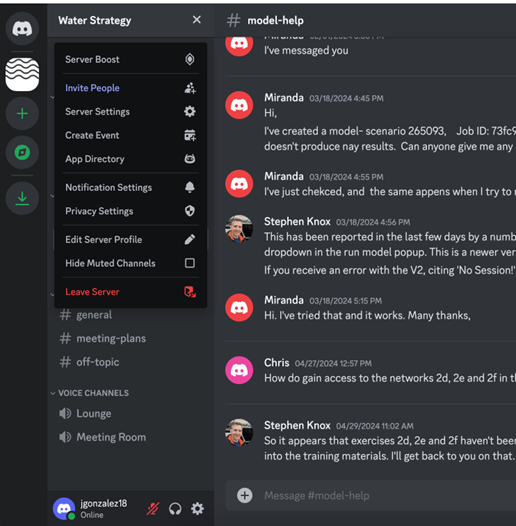 Water Strategy
Server Boost
Invite People
Server Settings
Create Event
App Directory
Notification Settings
Privacy Settings
Edit Server Profile
Hide Muted Channels
Leave Server
# general
# meeting-plans
# off-topic
VOICE CHANNELS
Lounge
Meeting Room
jgonzalez18
Online
# model-help
I've messaged you
Miranda 03/18/2024 4:45 PM
Hi,
I've created a model- scenario 265093, Job ID: 73fc9
doesn't produce nay results. Can anyone give me any
Miranda 03/18/2024 4:55 PM
I've just chekced, and the same appens when I try to
Stephen Knox 03/18/2024 4:56 PM
This has been reported in the last few days by a numb
dropdown in the run model popup. This is a newer ver
If you receive an error with the V2, citing 'No Session!'
Miranda 03/18/2024 5:15 PM
Hi. I've tried that and it works. Many thanks,
Chris 04/27/2024 12:57 PM
How do gain access to the networks 2d, 2e and 2f in th
Stephen Knox 04/29/2024 11:02 AM
So it appears that exercises 2d, 2e and 2f haven't been
into the training materials. I'll get back to you on that.
Message #model-help